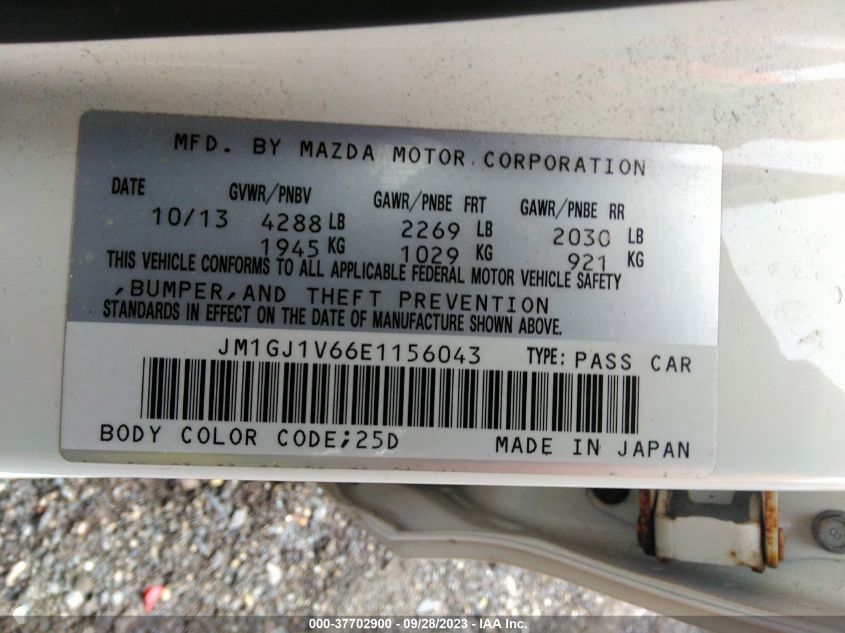 MFD. BY MAZDA MOTOR CORPORATION
DATE GVWR/PNBV GAWR/PNBE FRT GAWR/PNBE RR
10/13 4288 LB 2269 LB 2030 LB
1945 KG 1029 KG 921 KG
THIS VEHICLE CONFORMS TO ALL APPLICABLE FEDERAL MOTOR VEHICLE SAFETY
,BUMPER,AND THEFT PREVENTION
STANDARDS IN EFFECT ON THE DATE OF MANUFACTURE SHOWN ABOVE.
JM1GJ1V66E1156043 TYPE: PASS CAR
BODY COLOR CODE;25D MADE IN JAPAN
000-37702900 - 09/28/2023 - IAA Inc.